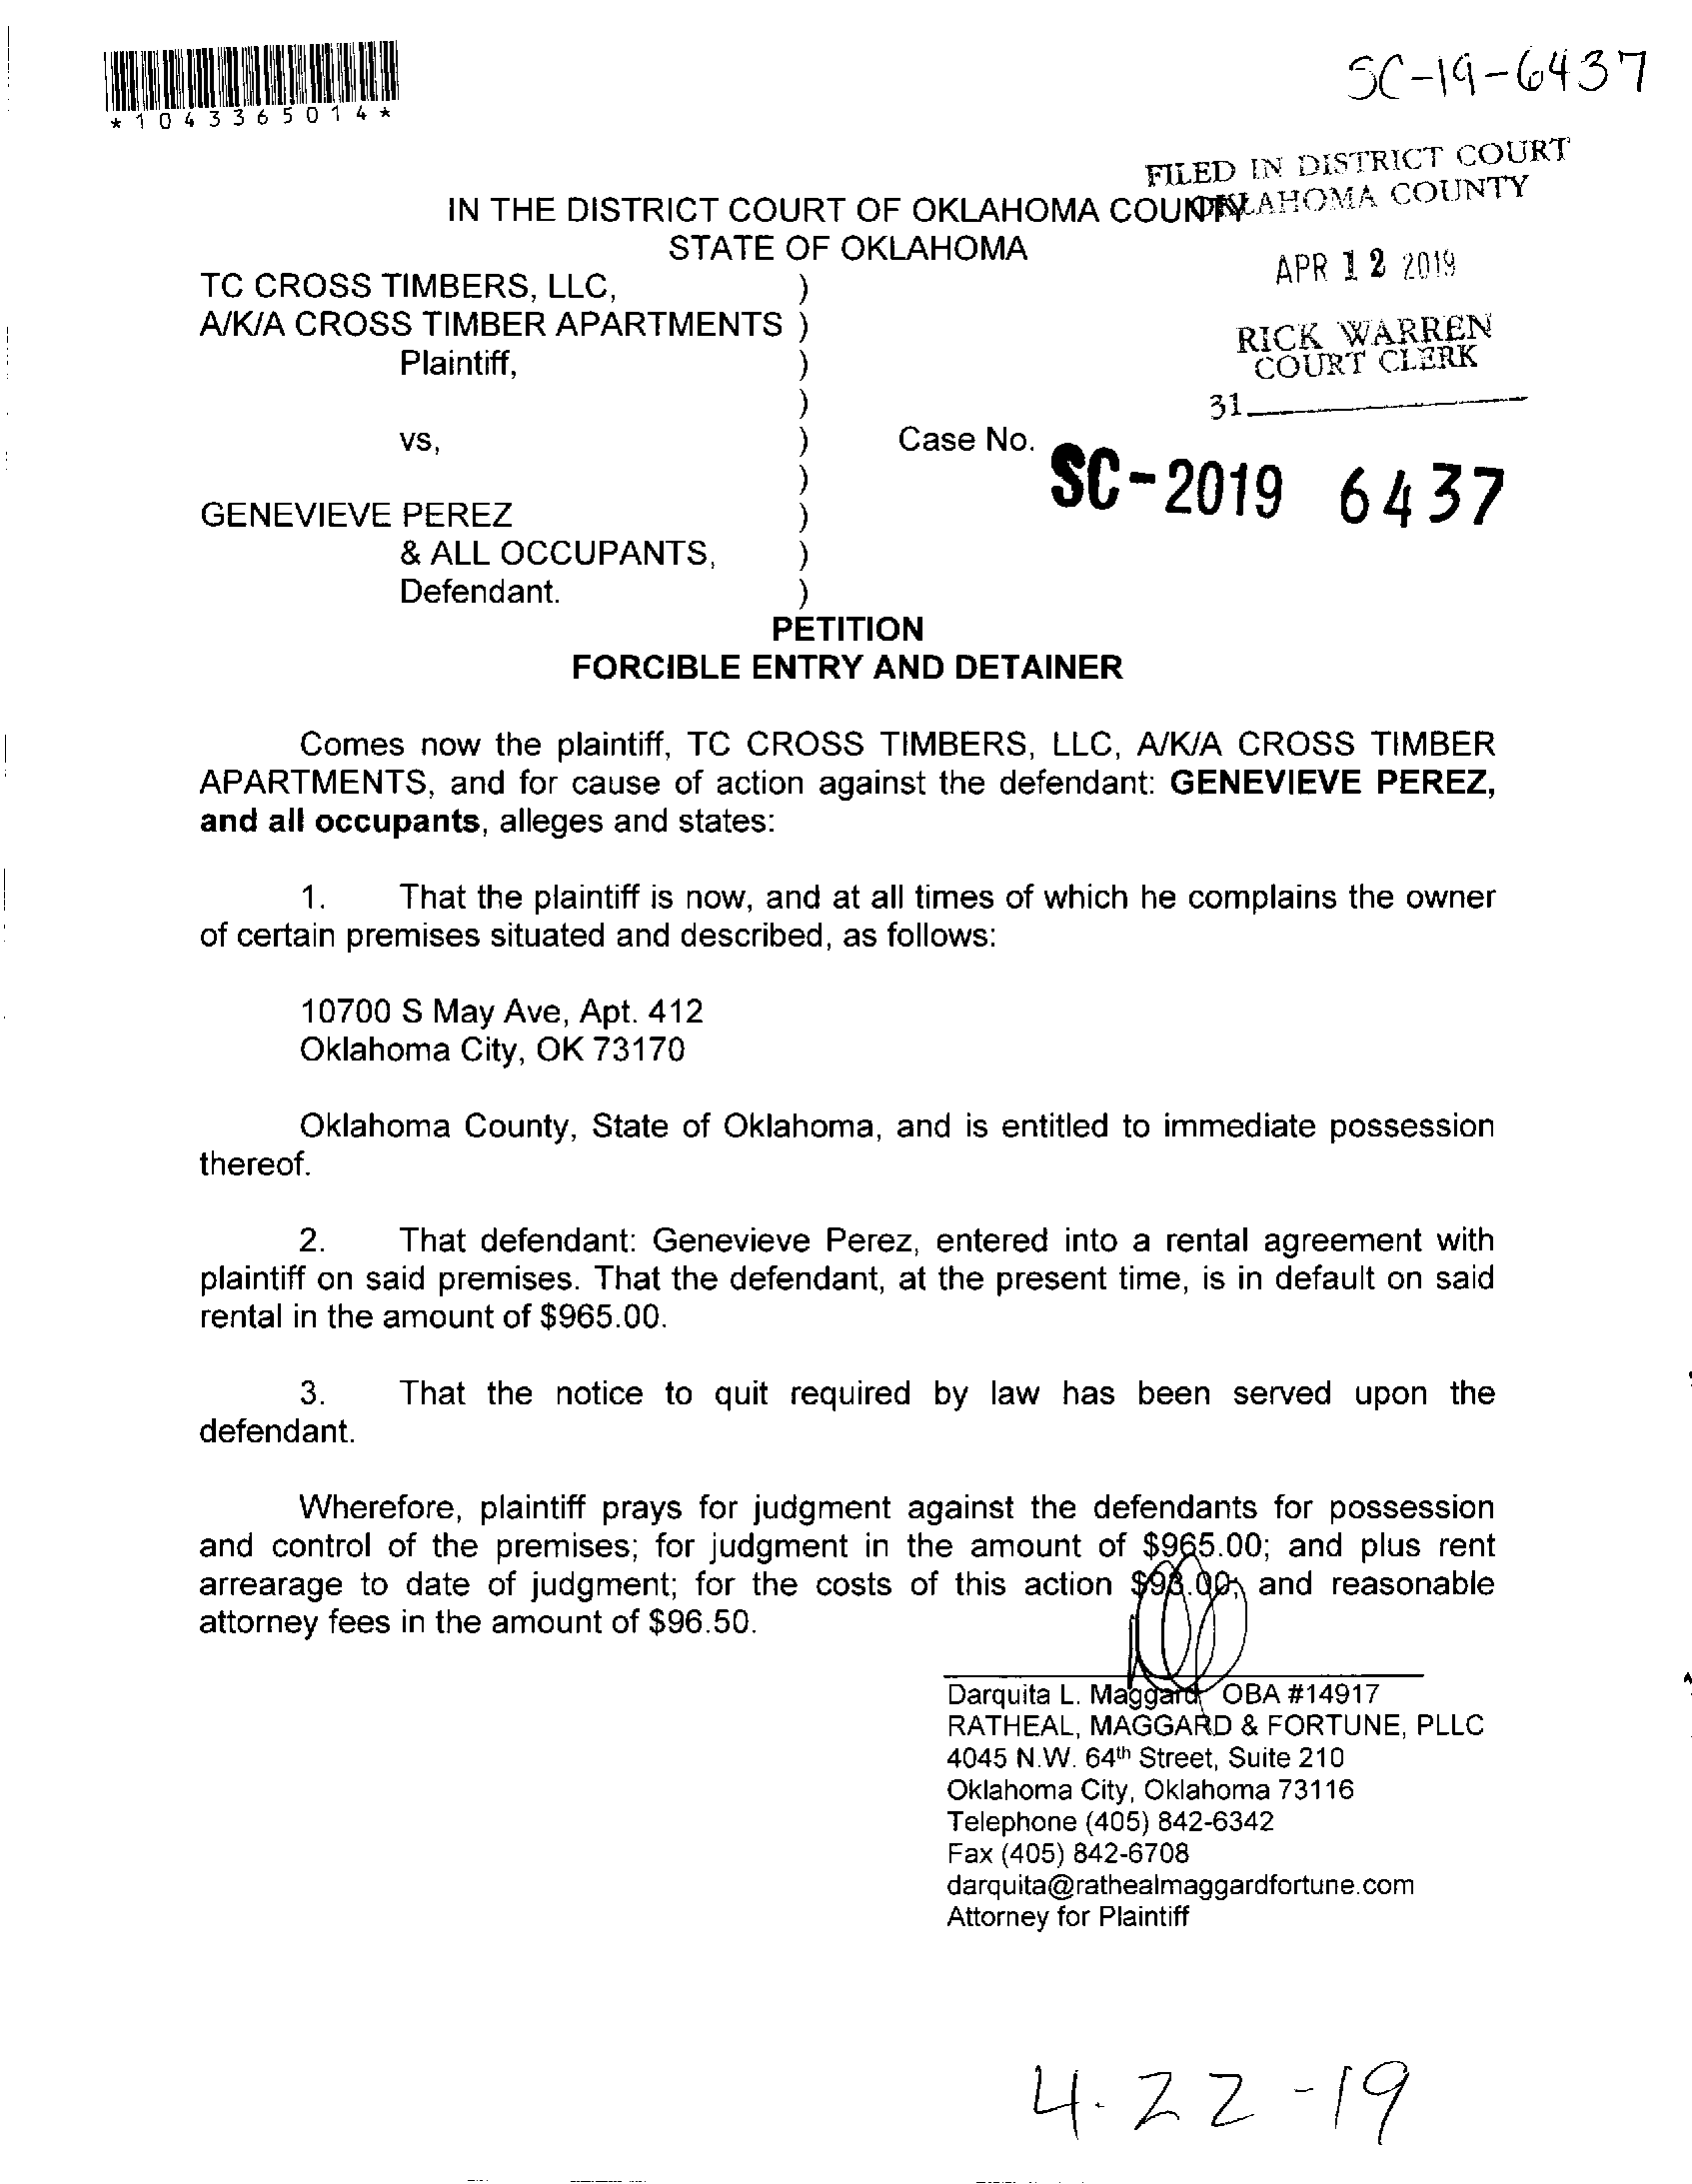 *1043365014*
SC-19-6437
FILED IN DISTRICT COURT
OKLAHOMA COUNTY
IN THE DISTRICT COURT OF OKLAHOMA COUNTY
STATE OF OKLAHOMA
APR 12 2019
TC CROSS TIMBERS, LLC, )
A/K/A CROSS TIMBER APARTMENTS )
RICK WARREN
COURT CLERK
Plaintiff, )
)
31
vs, ) Case No. SC-2019 6437
)
GENEVIEVE PEREZ )
& ALL OCCUPANTS, )
Defendant. )
PETITION
FORCIBLE ENTRY AND DETAINER
Comes now the plaintiff, TC CROSS TIMBERS, LLC, A/K/A CROSS TIMBER
APARTMENTS, and for cause of action against the defendant: GENEVIEVE PEREZ,
and all occupants, alleges and states:
1. That the plaintiff is now, and at all times of which he complains the owner
of certain premises situated and described, as follows:
10700 S May Ave, Apt. 412
Oklahoma City, OK 73170
Oklahoma County, State of Oklahoma, and is entitled to immediate possession
thereof.
2. That defendant: Genevieve Perez, entered into a rental agreement with
plaintiff on said premises. That the defendant, at the present time, is in default on said
rental in the amount of $965.00.
3. That the notice to quit required by law has been served upon the
defendant.
Wherefore, plaintiff prays for judgment against the defendants for possession
and control of the premises; for judgment in the amount of $965.00; and plus rent
arrearage to date of judgment; for the costs of this action and reasonable
attorney fees in the amount of $96.50.
Darquita L. Maggard OBA #14917
RATHEAL, MAGGARD & FORTUNE, PLLC
4045 N.W. 64th Street, Suite 210
Oklahoma City, Oklahoma 73116
Telephone (405) 842-6342
Fax (405) 842-6708
darquita@rathealmaggardfortune.com
Attorney for Plaintiff
4.22-19